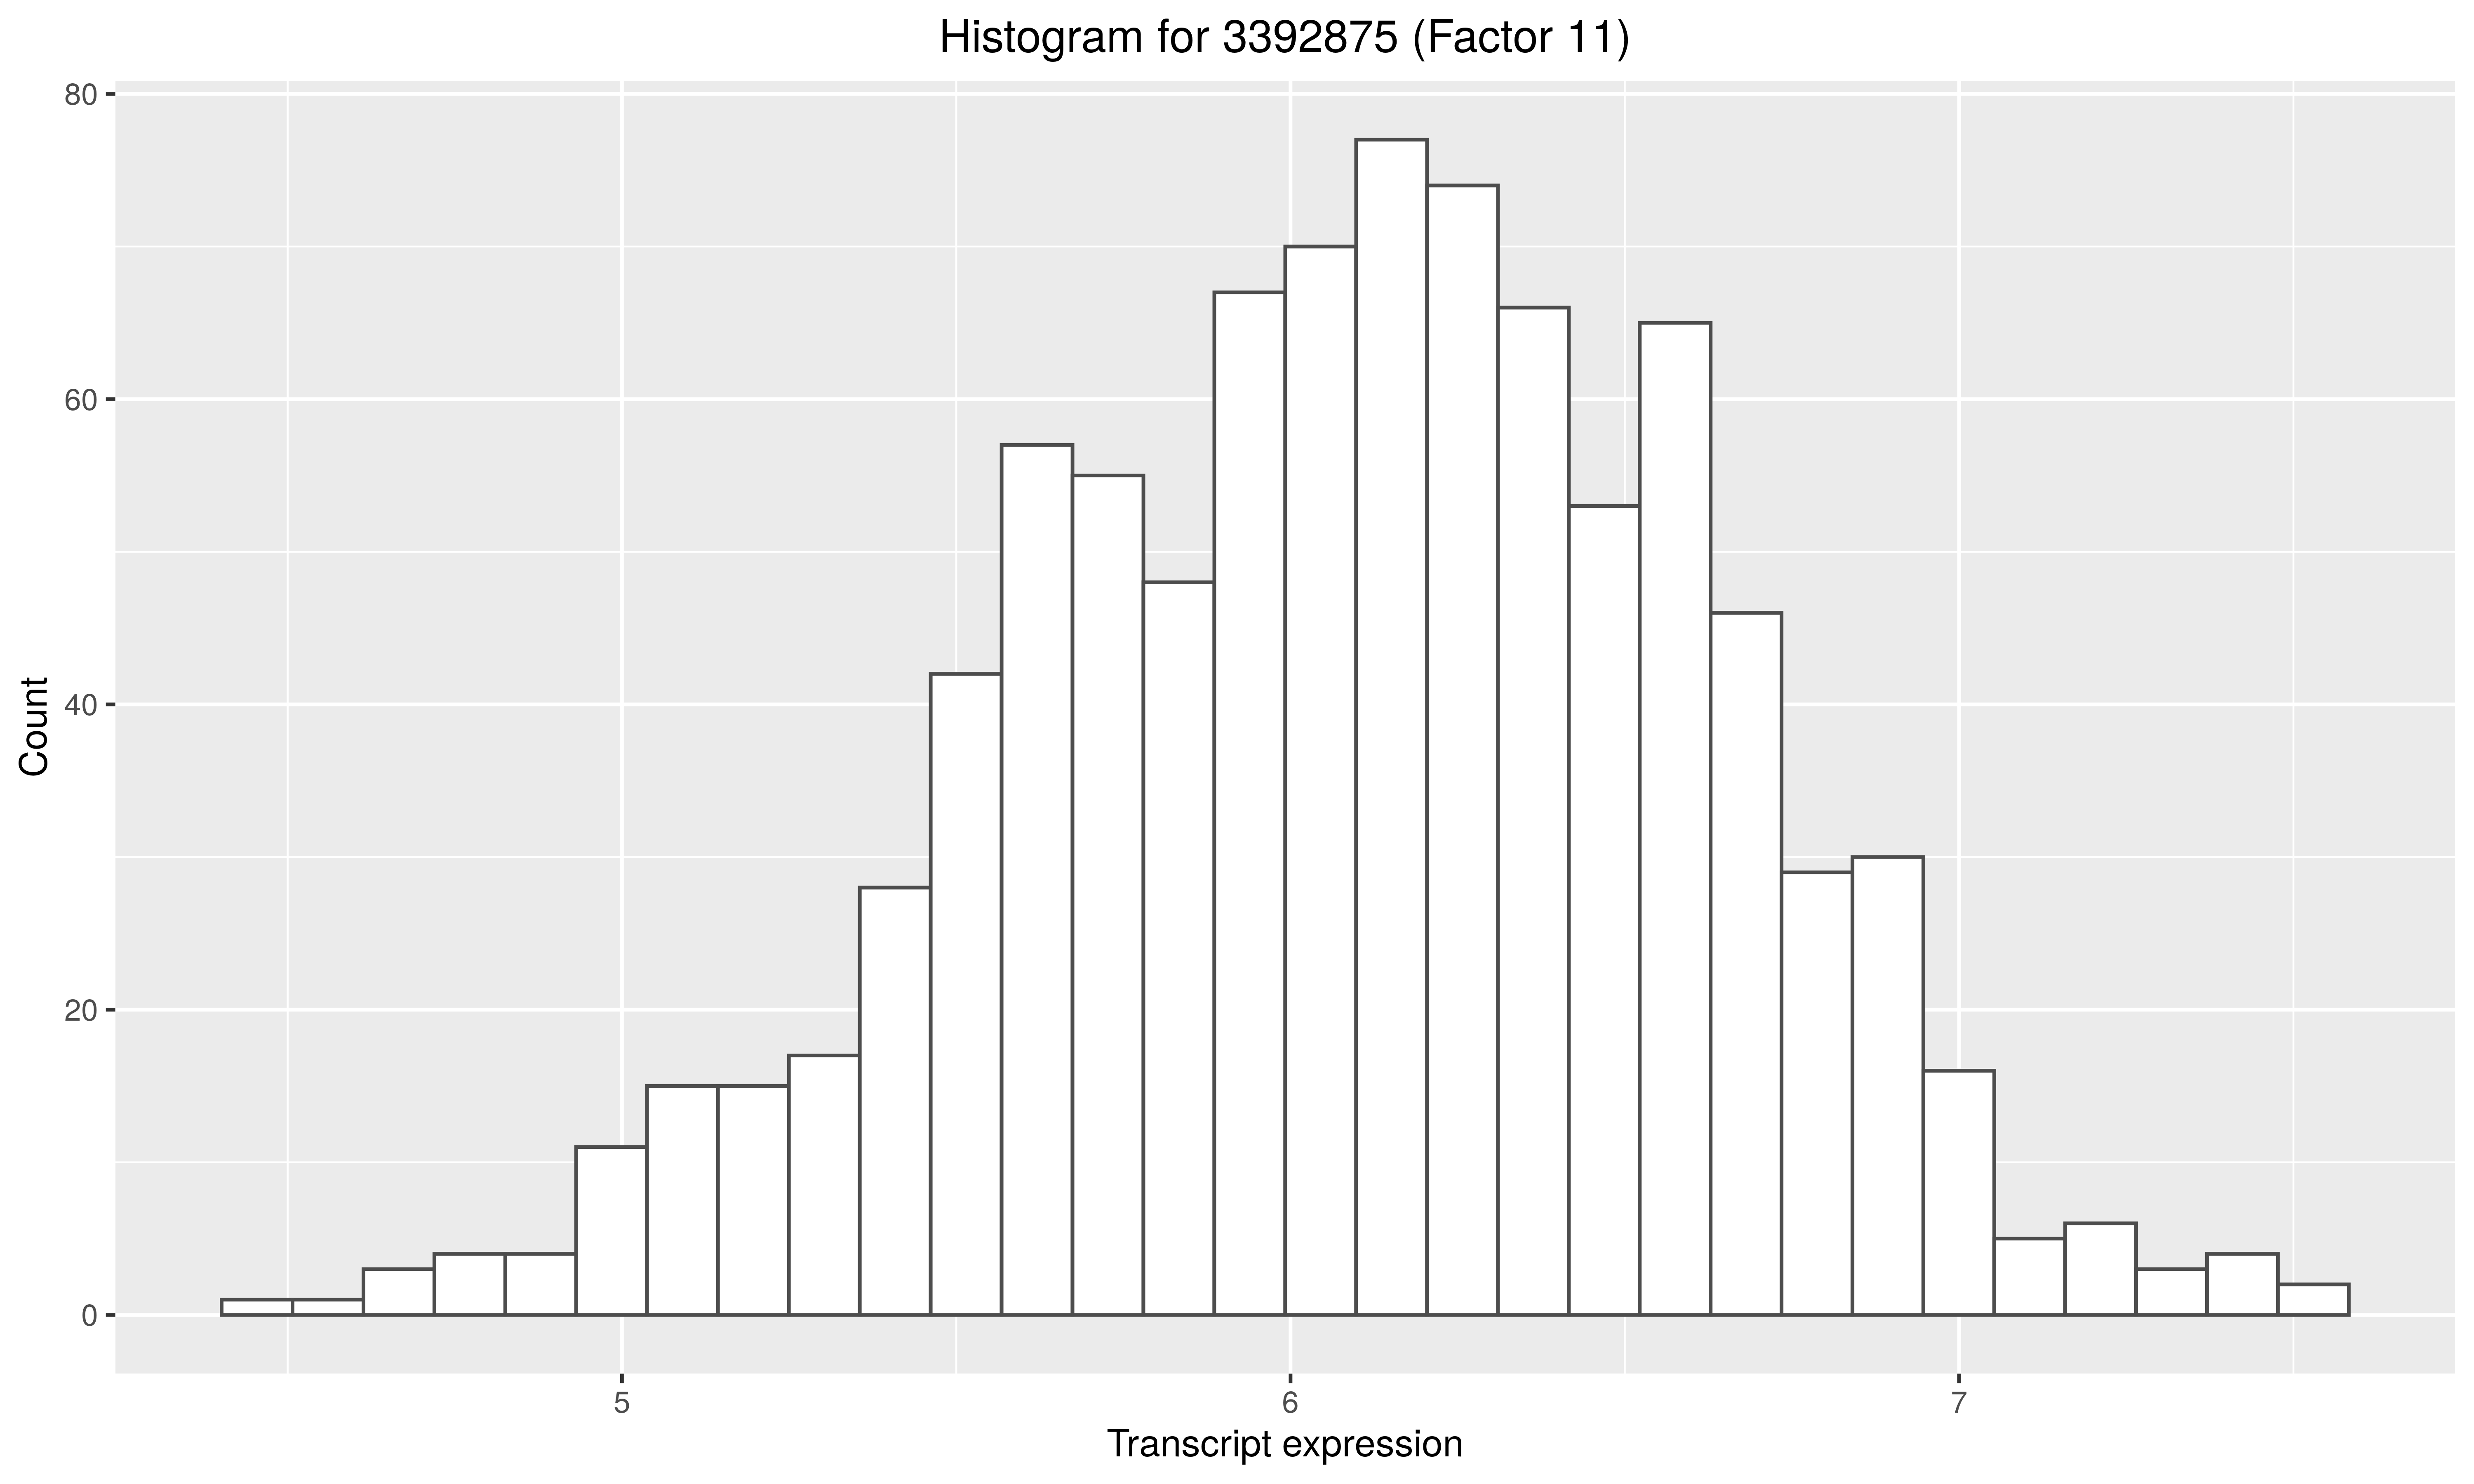 Histogram for 3392875 (Factor 11)
80
60
40
20
0
Count
5 6 7
Transcript expression